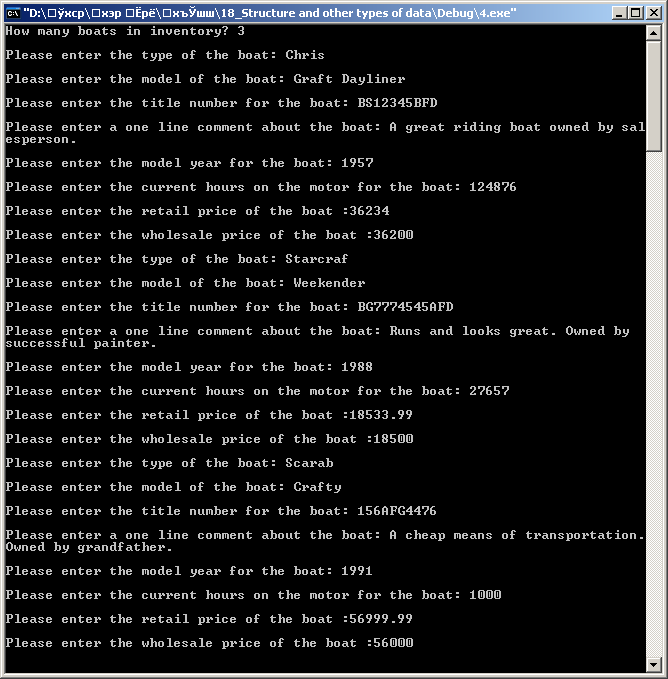 \18_Structure and other types of data\Debug\4.exe"
How many boats in inventory? 3
Please enter the type of the boat: Chris
Please enter the model of the boat: Graft Dayliner
Please enter the title number for the boat: BS12345BFD
Please enter a one line comment about the boat: A great riding boat owned by sal
esperson.
Please enter the model year for the boat: 1957
Please enter the current hours on the motor for the boat: 124876
Please enter the retail price of the boat :36234
Please enter the wholesale price of the boat :36200
Please enter the type of the boat: Starcraf
Please enter the model of the boat: Weekender
Please enter the title number for the boat: BG7774545AFD
Please enter a one line comment about the boat: Runs and looks great. Owned by
successful painter.
Please enter the model year for the boat: 1988
Please enter the current hours on the motor for the boat: 27657
Please enter the retail price of the boat :18533.99
Please enter the wholesale price of the boat :18500
Please enter the type of the boat: Scarab
Please enter the model of the boat: Crafty
Please enter the title number for the boat: 156AFG4476
Please enter a one line comment about the boat: A cheap means of transportation.
Owned by grandfather.
Please enter the model year for the boat: 1991
Please enter the current hours on the motor for the boat: 1000
Please enter the retail price of the boat :56999.99
Please enter the wholesale price of the boat :56000